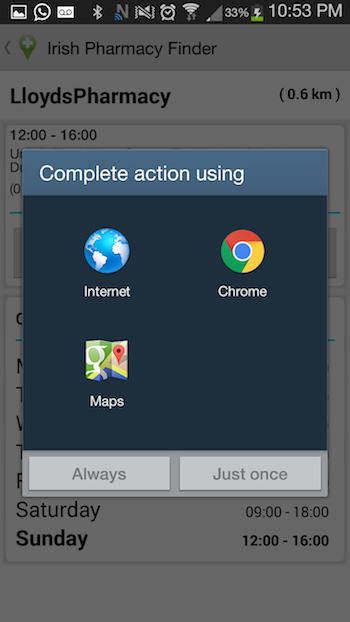 33% 10:53 PM
Irish Pharmacy Finder
LloydsPharmacy ( 0.6 km )
12:00 - 16:00
Complete action using
Internet Chrome
Maps
Always Just once
Saturday 09:00 - 18:00
Sunday 12:00 - 16:00